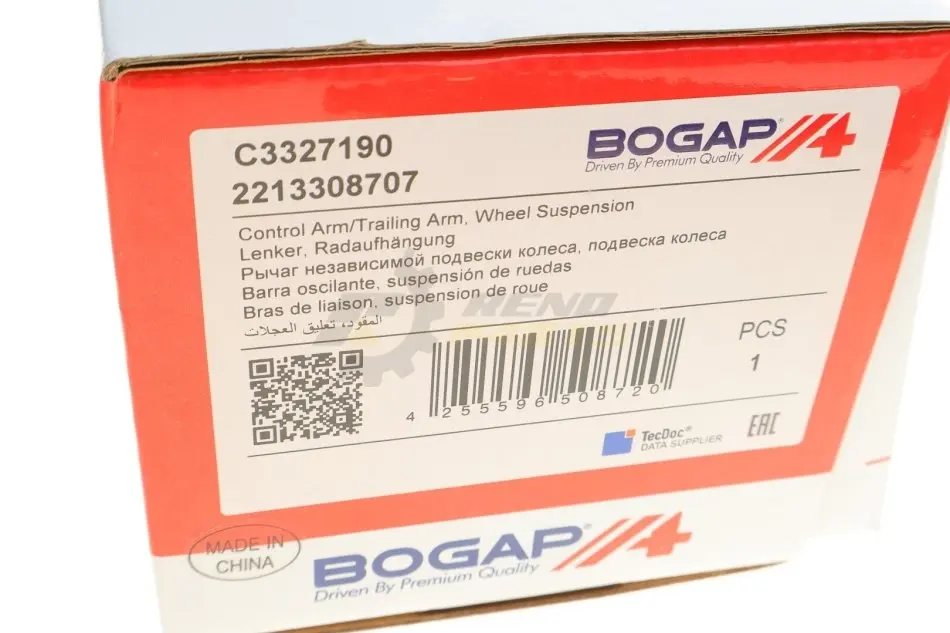 C3327190
2213308707
BOGAP
Driven By Premium Quality
Control Arm/Trailing Arm, Wheel Suspension
Lenker, Radaufhängung
Рычаг независимой подвески колеса, подвеска колеса
Barra oscilante, suspensión de ruedas
Bras de liaison, suspension de roue
المقود، تعليق العجلات
RENO
PCS
1
4 255596 508720
TecDoc®
DATA SUPPLIER
EAC
MADE IN
CHINA
BOGAP®
Driven By Premium Quality